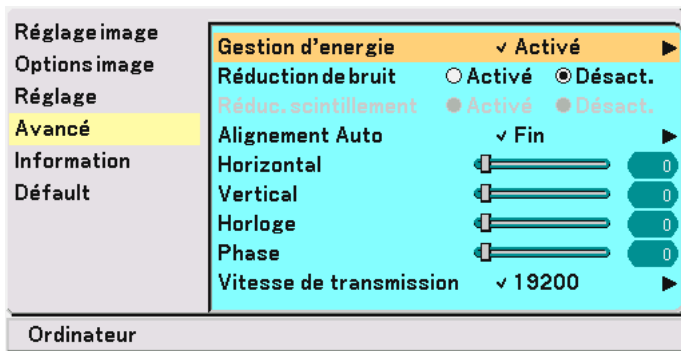 Réglage image
Options image
Réglage
Avancé
Information
Défault
Gestion d'energie ✓ Activé ▶
Réduction de bruit Activé Désact.
Réduc. scintillement Activé Désact.
Alignement Auto ✓ Fin ▶
Horizontal 0
Vertical 0
Horloge 0
Phase 0
Vitesse de transmission ✓ 19200 ▶
Ordinateur